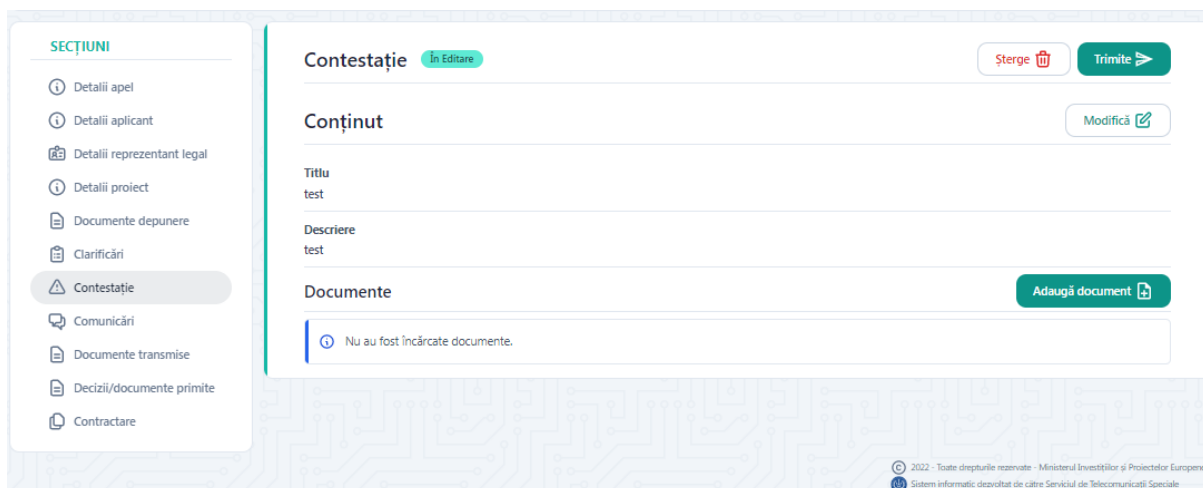 SECȚIUNI
Detalii apel
Detalii aplicant
Detalii reprezentant legal
Detalii proiect
Documente depunere
Clarificări
Contestație
Comunicări
Documente transmise
Decizii/documente primite
Contractare
Contestație În Editare Șterge Trimite
Conținut Modifică
Titlu
test
Descriere
test
Documente Adaugă document
Nu au fost încărcate documente.
© 2022 - Toate drepturile rezervate - Ministerul Investițiilor și Proiectelor Europene
Sistem informatic dezvoltat de către Serviciul de Telecomunicații Speciale